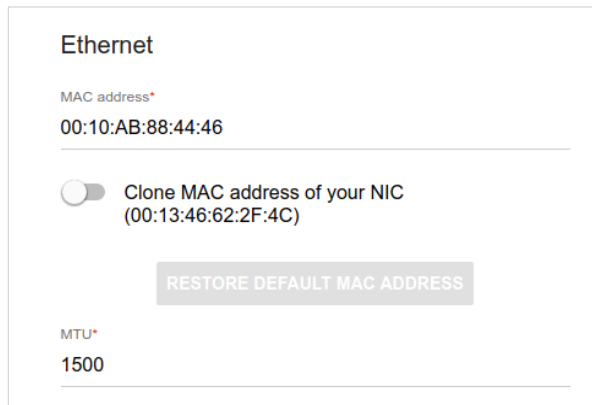 Ethernet
MAC address*
00:10:AB:88:44:46
Clone MAC address of your NIC
(00:13:46:62:2F:4C)
RESTORE DEFAULT MAC ADDRESS
MTU*
1500